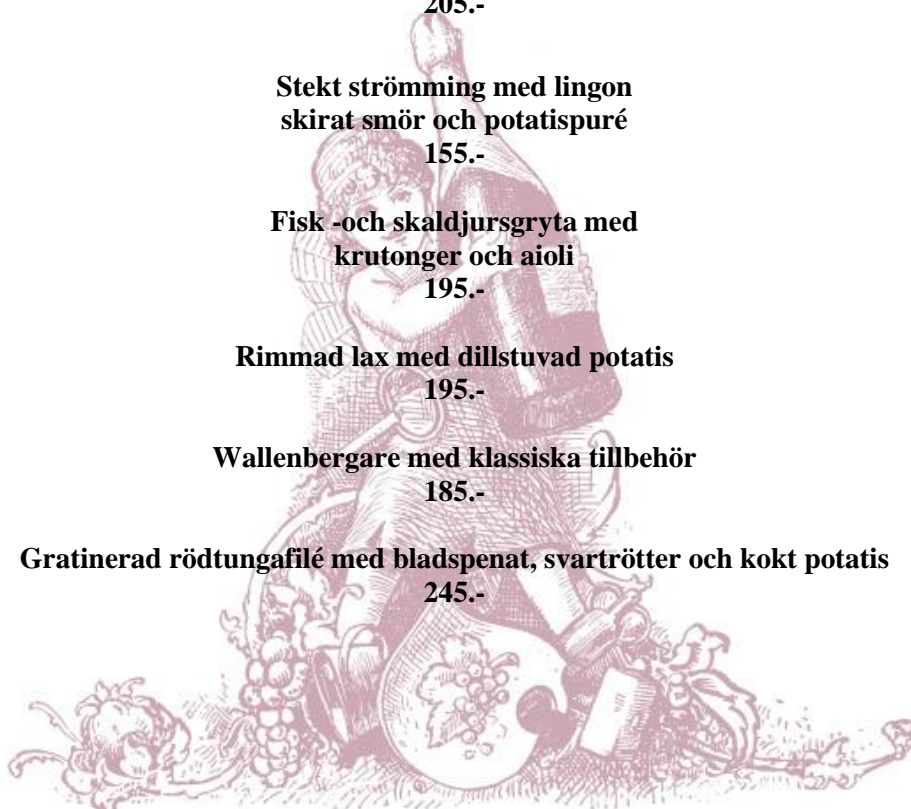 205.-
Stekt strömming med lingon
skirat smör och potatispuré
155.-
Fisk -och skaldjursgryta med
krutonger och aioli
195.-
Rimmad lax med dillstuvad potatis
195.-
Wallenbergare med klassiska tillbehör
185.-
Gratinerad rödtungafilé med bladspenat, svartrötter och kokt potatis
245.-